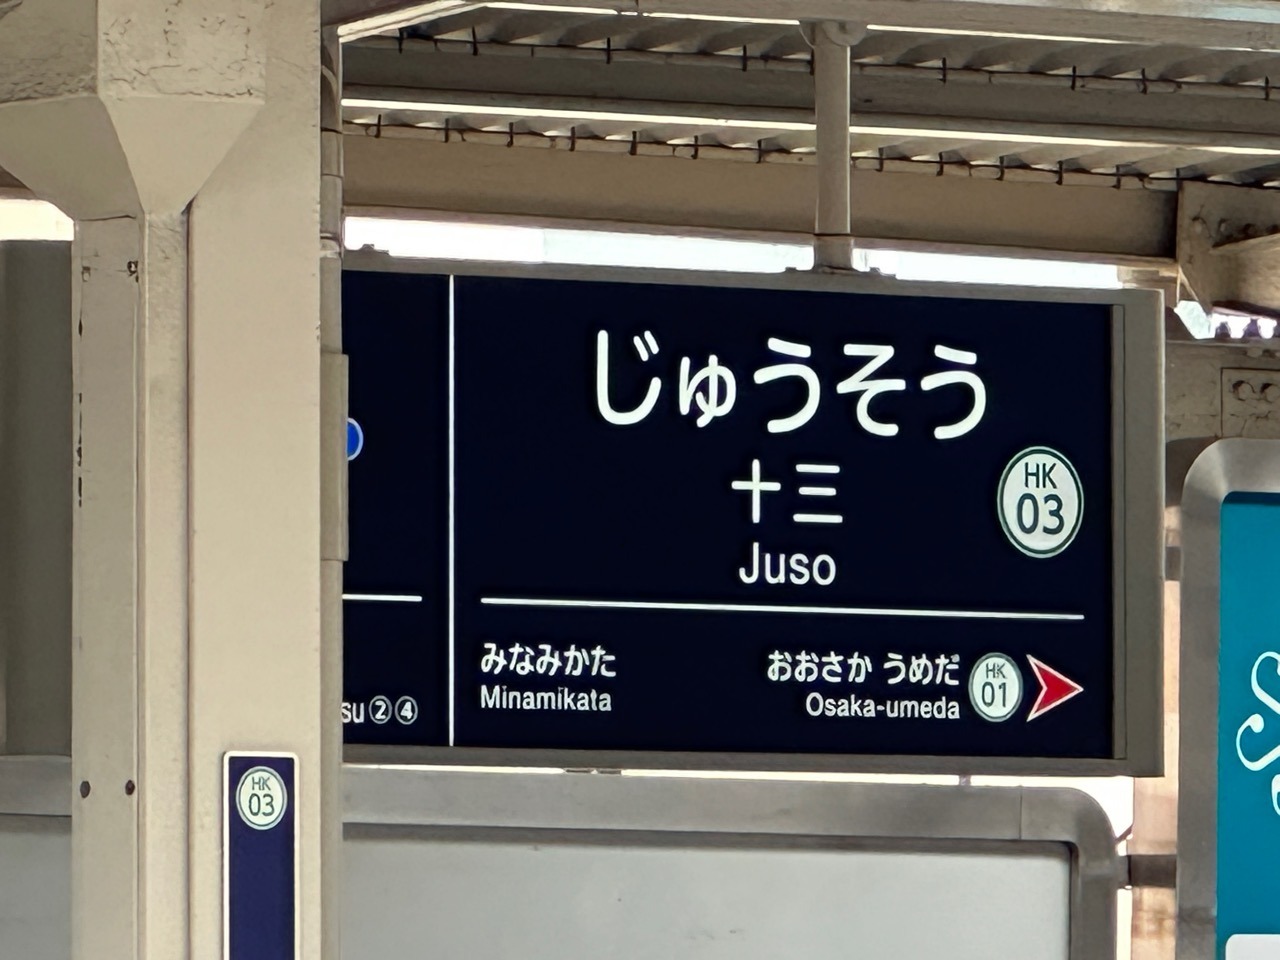 じゅうそう
十三
Juso
HK
03
みなみかた
Minamikata
おおさか うめだ
Osaka-umeda
HK
01
su②④
HK
03